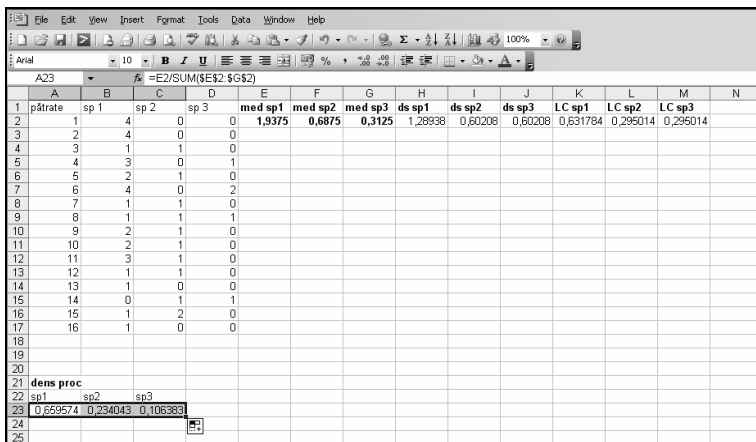 File Edit View Insert Format Tools Data Window Help
100%
Arial 10 B I U
A23 fx =E2/SUM($E$2:$G$2)
A B C D E F G H I J K L M N
1 påtrate sp 1 sp 2 sp 3 med sp1 med sp2 med sp3 ds sp1 ds sp2 ds sp3 LC sp1 LC sp2 LC sp3
2 1 4 0 0 1,9375 0,6875 0,3125 1,28938 0,60208 0,60208 0,631784 0,295014 0,295014
3 2 4 0 0
4 3 1 1 0
5 4 3 0 1
6 5 2 1 0
7 6 4 0 2
8 7 1 1 0
9 8 1 1 1
10 9 2 1 0
11 10 2 1 0
12 11 3 1 0
13 12 1 1 0
14 13 1 0 0
15 14 0 1 1
16 15 1 2 0
17 16 1 0 0
18
19
20
21 dens proc
22 sp1 sp2 sp3
23 0,659574 0,234043 0,106383
24
25